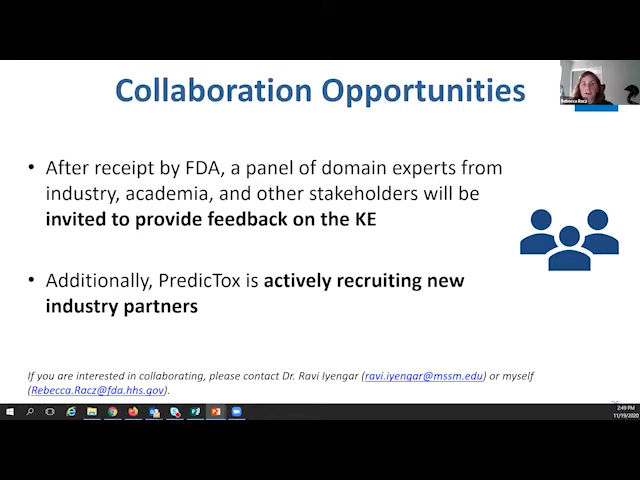 Collaboration Opportunities
Rebecca Racz
• After receipt by FDA, a panel of domain experts from
industry, academia, and other stakeholders will be
invited to provide feedback on the KE
• Additionally, PredicTox is actively recruiting new
industry partners
If you are interested in collaborating, please contact Dr. Ravi Iyengar (ravi.iyengar@mssm.edu) or myself
(Rebecca.Racz@fda.hhs.gov).
2:49 PM
11/19/2020